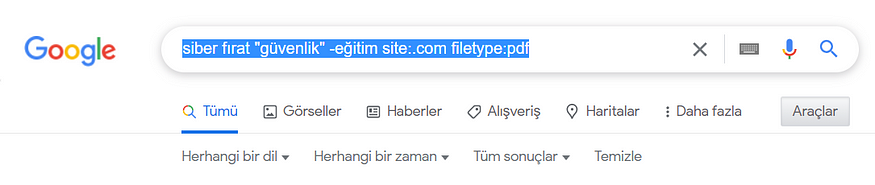 Google siber fırat "güvenlik" -eğitim site:.com filetype:pdf
Tümü Görseller Haberler Alışveriş Haritalar Daha fazla Araçlar
Herhangi bir dil Herhangi bir zaman Tüm sonuçlar Temizle